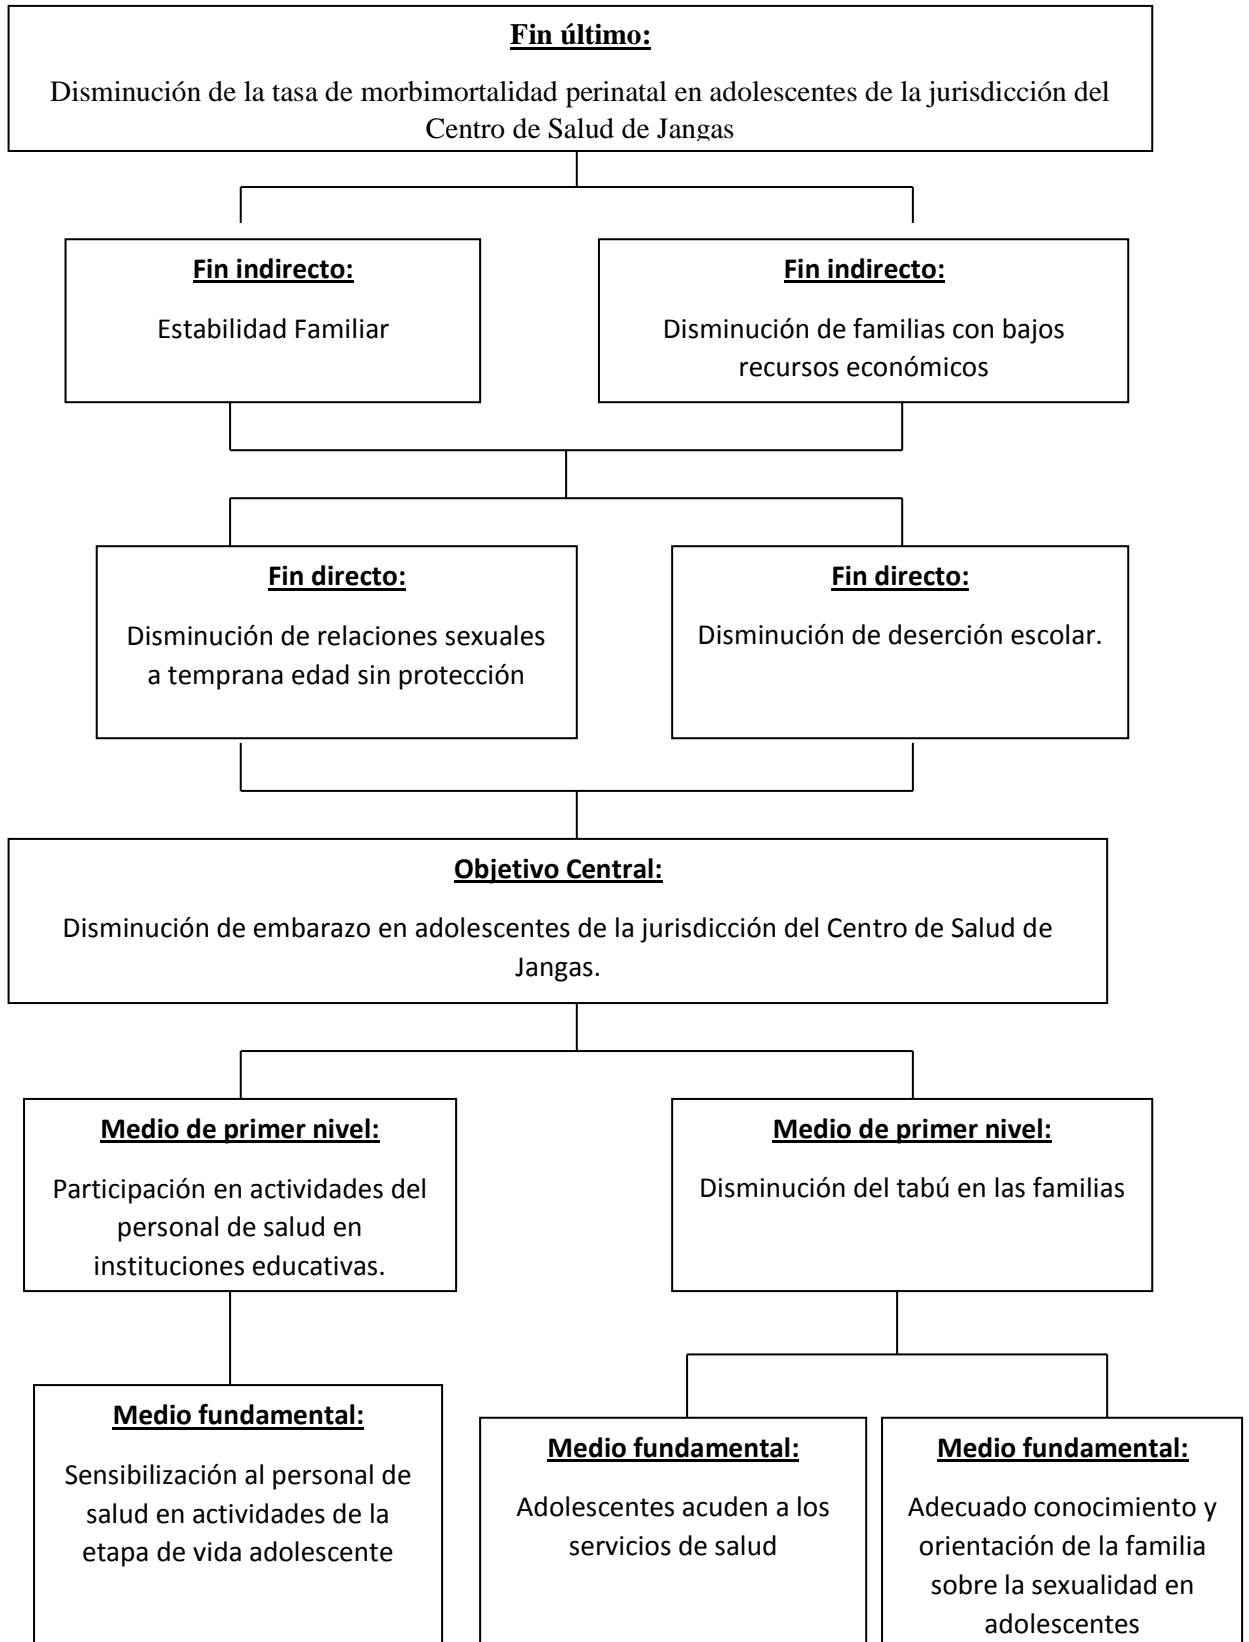 Fin último:
Disminución de la tasa de morbimortalidad perinatal en adolescentes de la jurisdicción del
Centro de Salud de Jangas
Fin indirecto:
Estabilidad Familiar
Fin indirecto:
Disminución de familias con bajos
recursos económicos
Fin directo:
Disminución de relaciones sexuales
a temprana edad sin protección
Fin directo:
Disminución de deserción escolar.
Objetivo Central:
Disminución de embarazo en adolescentes de la jurisdicción del Centro de Salud de
Jangas.
Medio de primer nivel:
Participación en actividades del
personal de salud en
instituciones educativas.
Medio de primer nivel:
Disminución del tabú en las familias
Medio fundamental:
Sensibilización al personal de
salud en actividades de la
etapa de vida adolescente
Medio fundamental:
Adolescentes acuden a los
servicios de salud
Medio fundamental:
Adecuado conocimiento y
orientación de la familia
sobre la sexualidad en
adolescentes